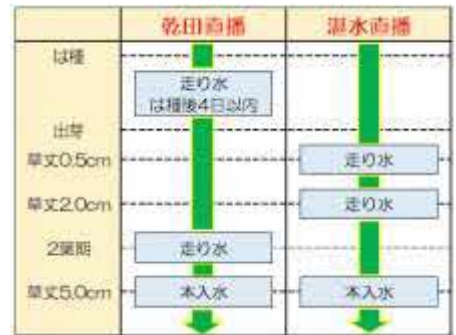 乾田直播 湛水直播
は種
走り水
は種後4日以内
出芽
草丈0.5cm 走り水
草丈2.0cm 走り水
2葉期 走り水
草丈5.0cm 本入水 本入水